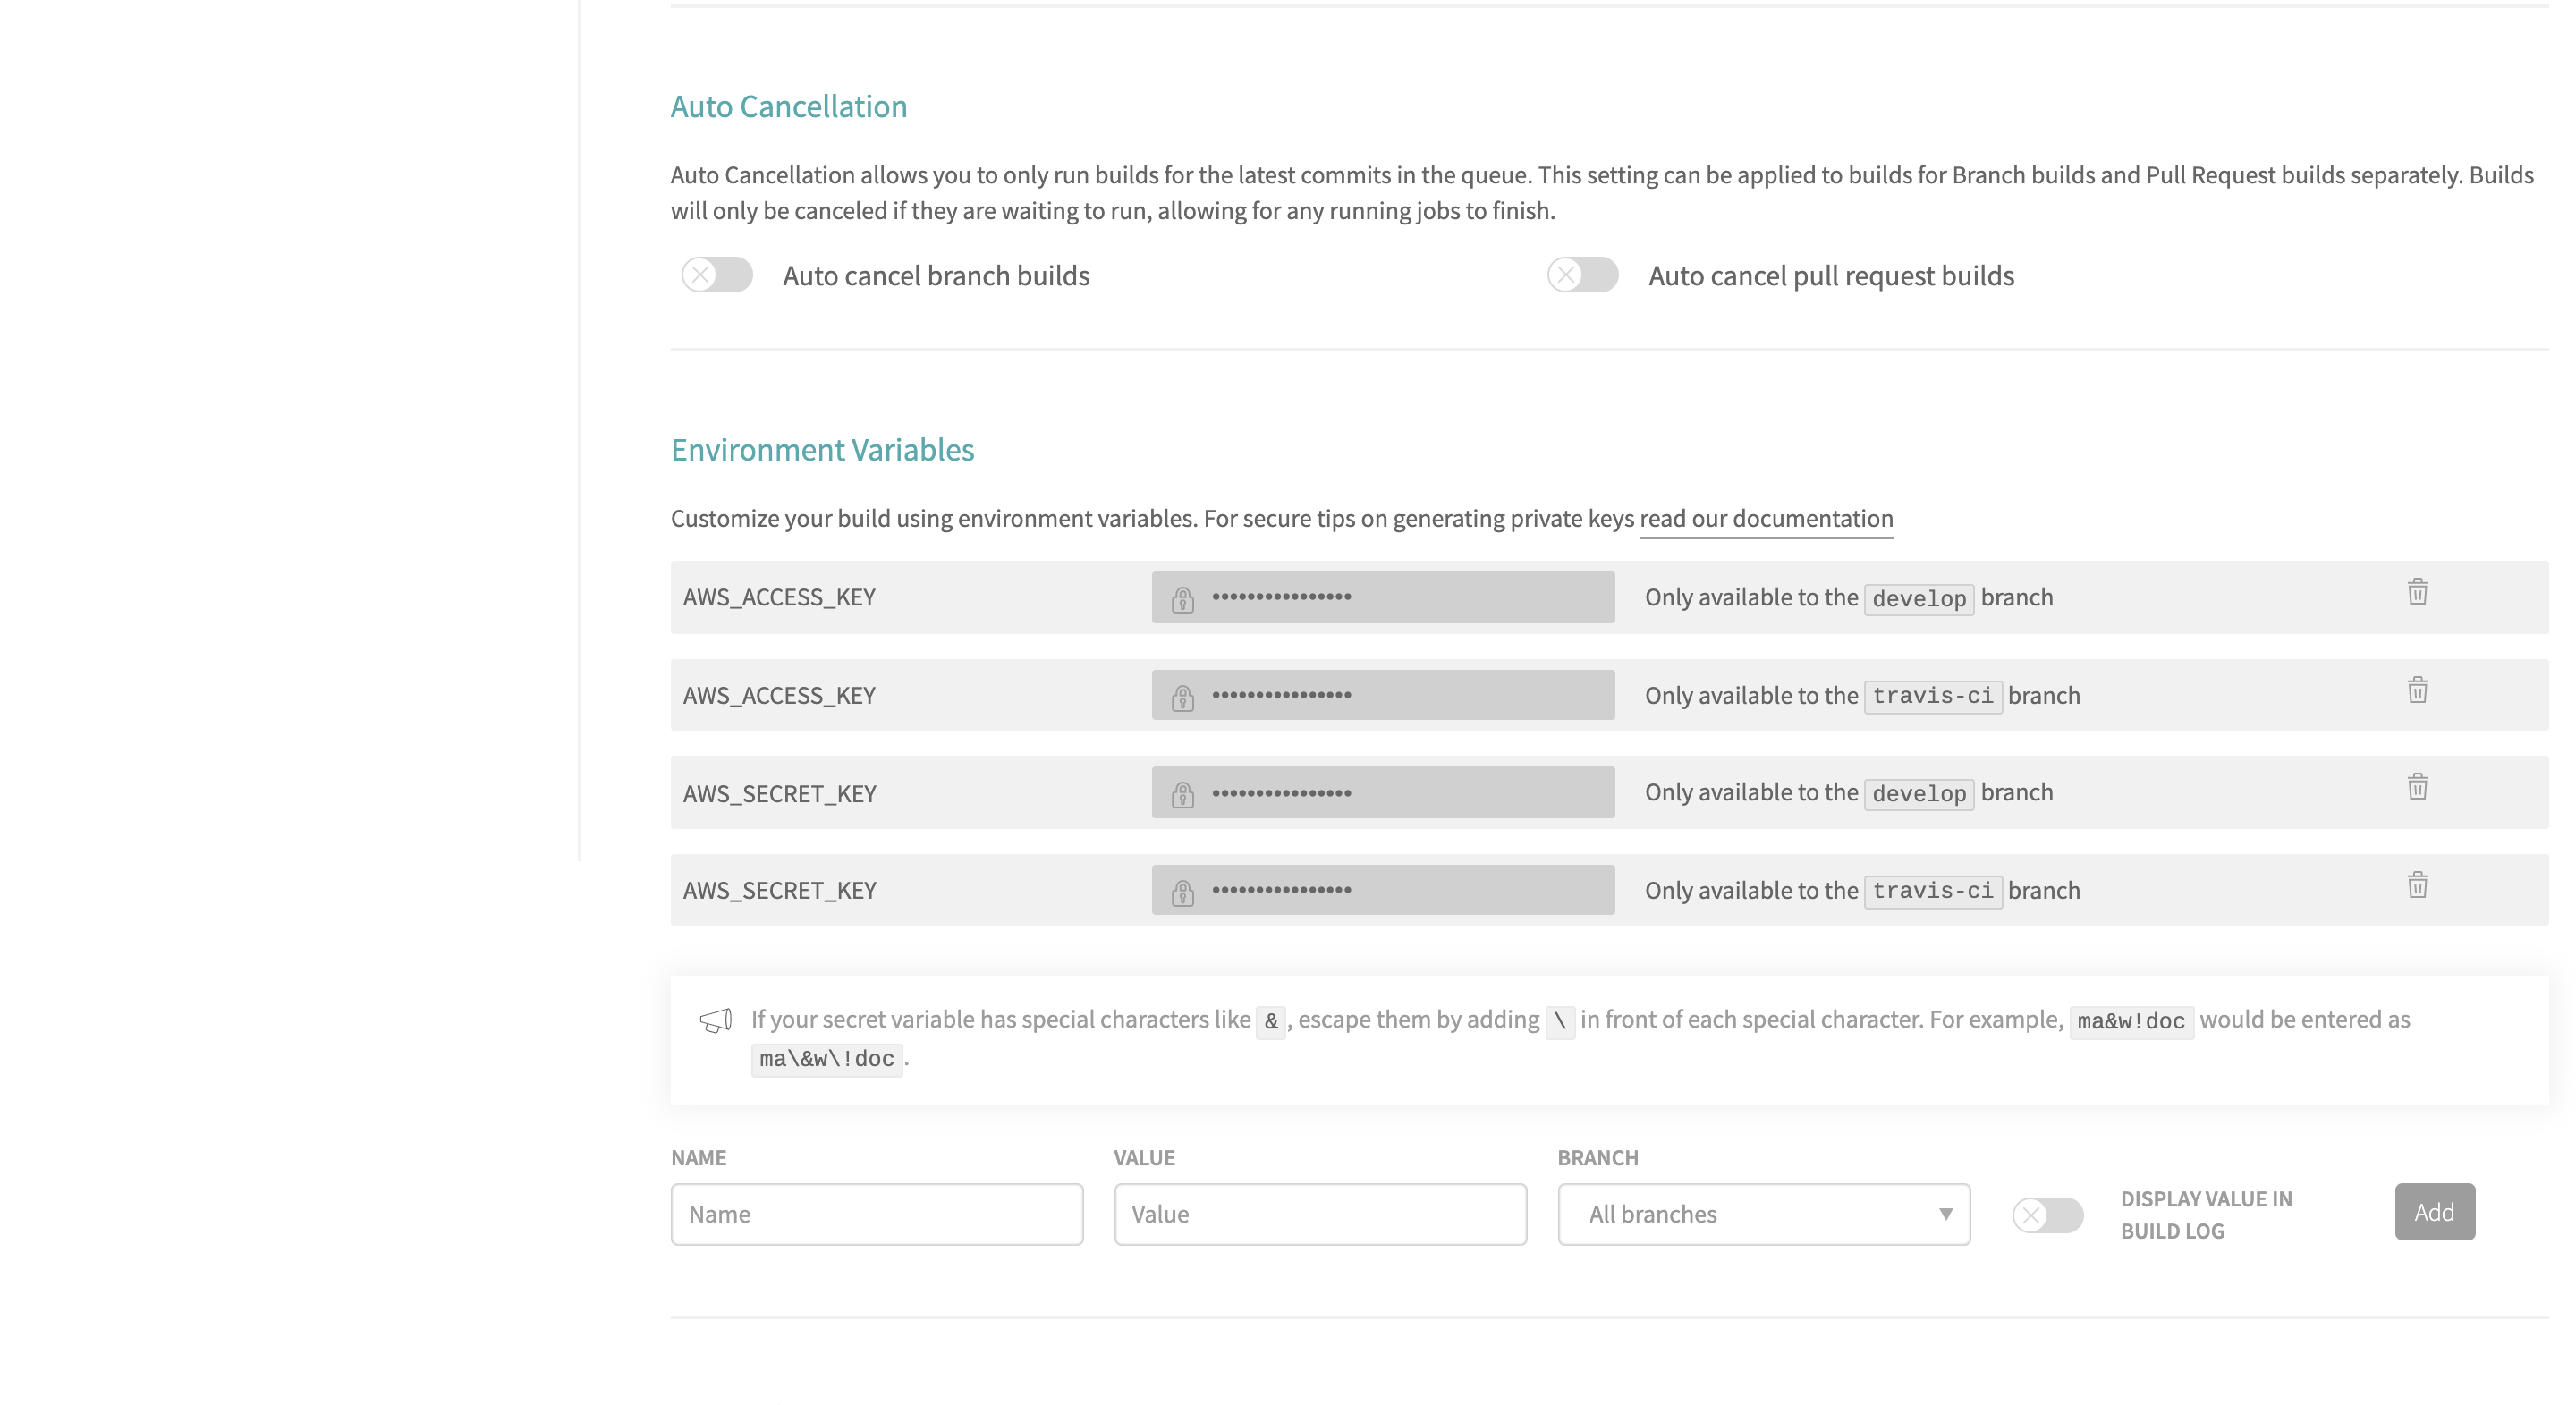 Auto Cancellation
Auto Cancellation allows you to only run builds for the latest commits in the queue. This setting can be applied to builds for Branch builds and Pull Request builds separately. Builds
will only be canceled if they are waiting to run, allowing for any running jobs to finish.
Auto cancel branch builds
Auto cancel pull request builds
Environment Variables
Customize your build using environment variables. For secure tips on generating private keys read our documentation
AWS_ACCESS_KEY •••••••••••••••• Only available to the develop branch
AWS_ACCESS_KEY •••••••••••••••• Only available to the travis-ci branch
AWS_SECRET_KEY •••••••••••••••• Only available to the develop branch
AWS_SECRET_KEY •••••••••••••••• Only available to the travis-ci branch
If your secret variable has special characters like &, escape them by adding \ in front of each special character. For example, ma&w!doc would be entered as
ma\&w\!doc.
NAME VALUE BRANCH
Name Value All branches
DISPLAY VALUE IN
BUILD LOG
Add